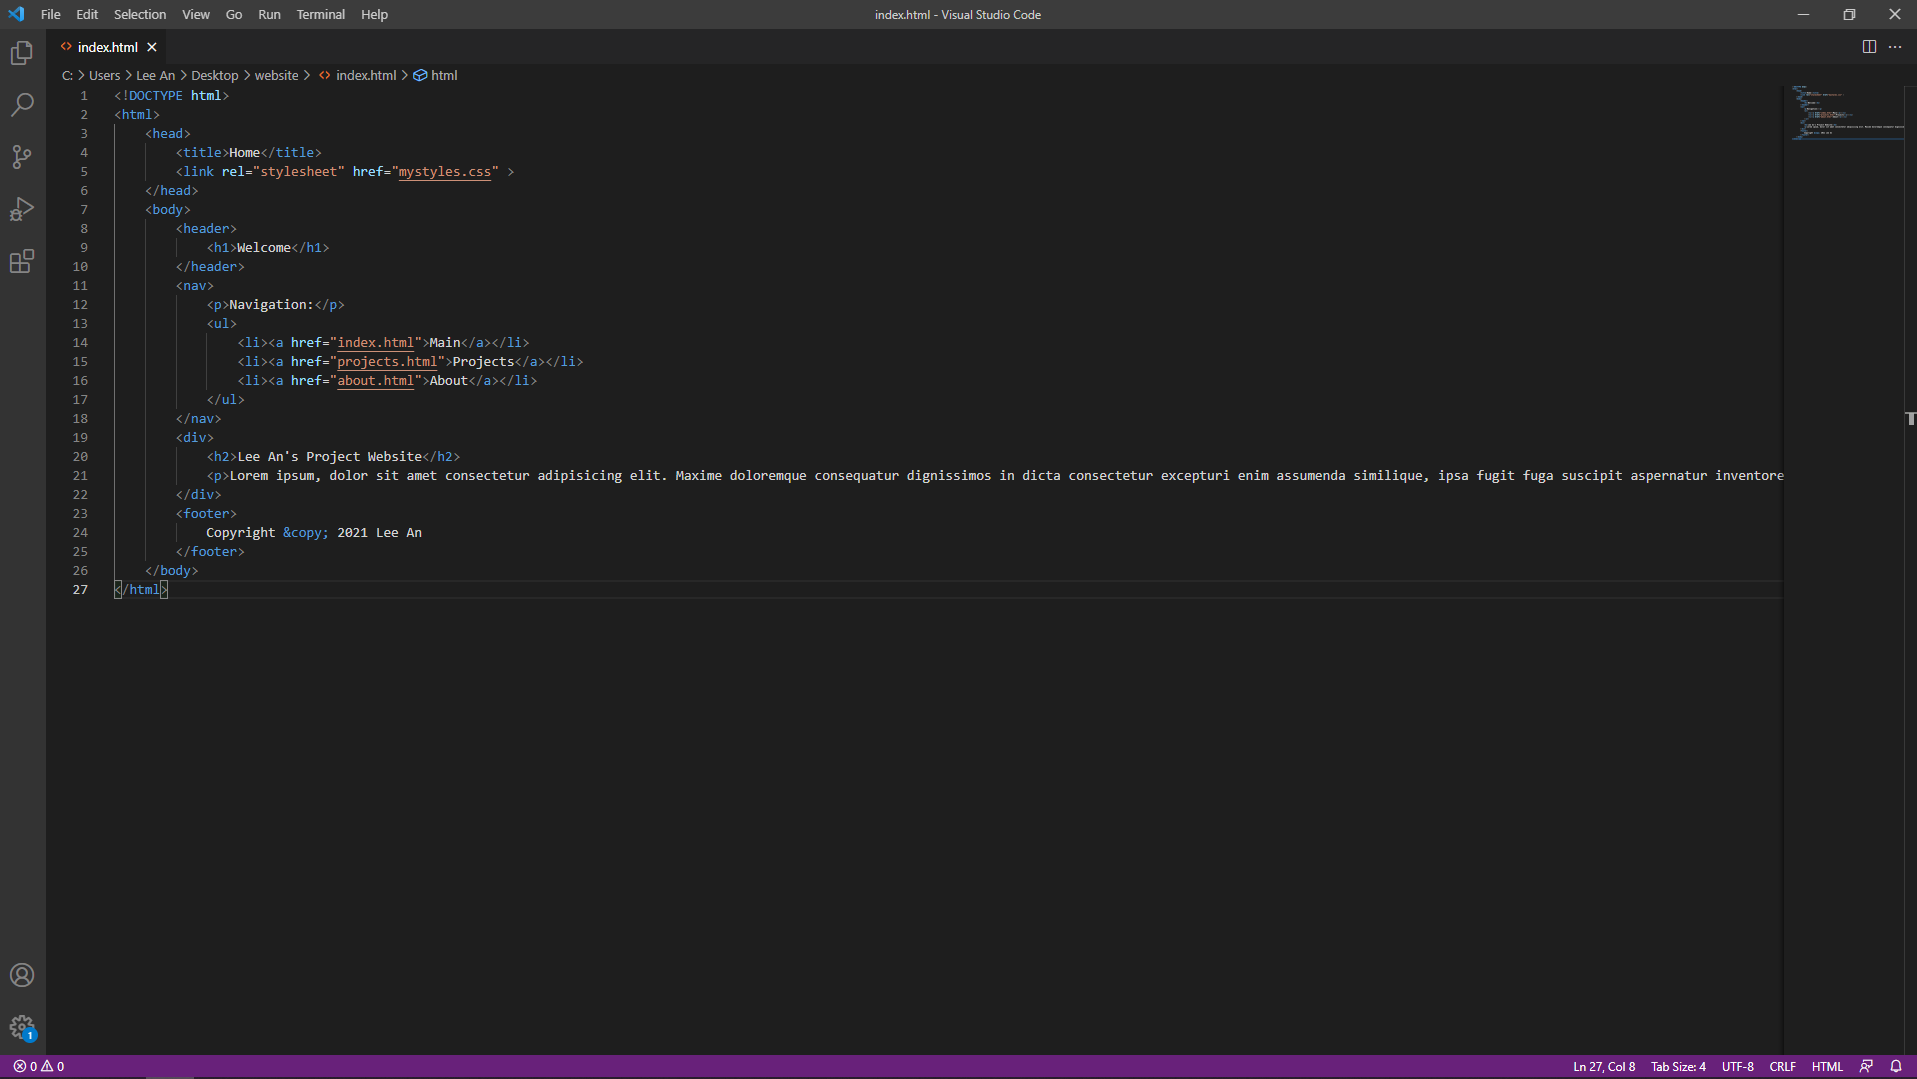 File Edit Selection View Go Run Terminal Help index.html - Visual Studio Code
index.html
C: > Users > Lee An > Desktop > website > index.html > html
1 <!DOCTYPE html>
2 <html>
3 <head>
4 <title>Home</title>
5 <link rel="stylesheet" href="mystyles.css" >
6 </head>
7 <body>
8 <header>
9 <h1>Welcome</h1>
10 </header>
11 <nav>
12 <p>Navigation:</p>
13 <ul>
14 <li><a href="index.html">Main</a></li>
15 <li><a href="projects.html">Projects</a></li>
16 <li><a href="about.html">About</a></li>
17 </ul>
18 </nav>
19 <div>
20 <h2>Lee An's Project Website</h2>
21 <p>Lorem ipsum, dolor sit amet consectetur adipisicing elit. Maxime doloremque consequatur dignissimos in dicta consectetur excepturi enim assumenda similique, ipsa fugit fuga suscipit aspernatur inventore
22 </div>
23 <footer>
24 Copyright &copy; 2021 Lee An
25 </footer>
26 </body>
27 </html>
1
0 0 Ln 27, Col 8 Tab Size: 4 UTF-8 CRLF HTML